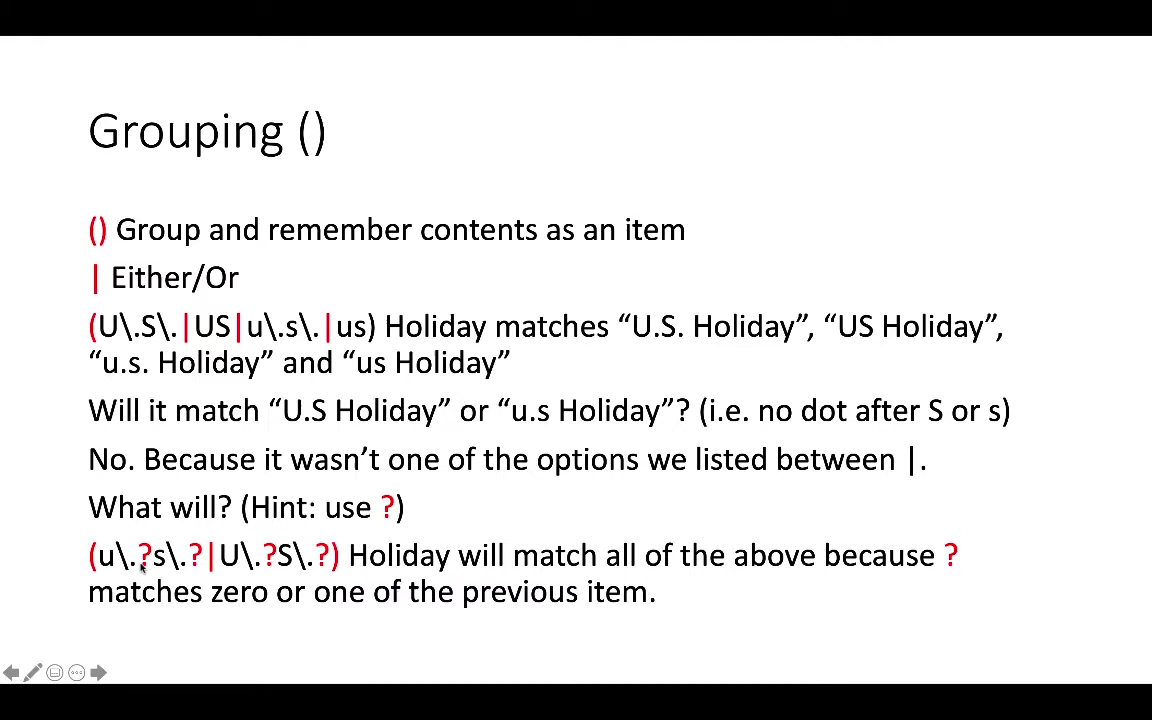 Grouping ()
() Group and remember contents as an item
| Either/Or
(U\.S\.|US|u\.s\.|us) Holiday matches “U.S. Holiday”, “US Holiday”,
“u.s. Holiday” and “us Holiday”
Will it match “U.S Holiday” or “u.s Holiday”? (i.e. no dot after S or s)
No. Because it wasn’t one of the options we listed between |.
What will? (Hint: use ?)
(u\.?s\.?|U\.?S\.?) Holiday will match all of the above because ?
matches zero or one of the previous item.